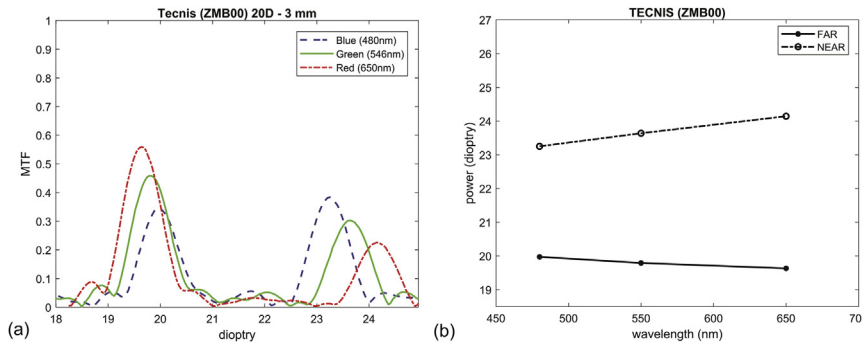 Tecnis (ZMB00) 20D - 3 mm
Blue (480nm)
Green (546nm)
Red (650nm)
MTF
1
0.9
0.8
0.7
0.6
0.5
0.4
0.3
0.2
0.1
0
18 19 20 21 22 23 24
dioptry
(a)
TECNIS (ZMB00)
FAR
NEAR
power (dioptry)
27
26
25
24
23
22
21
20
19
450 500 550 600 650 70
wavelength (nm)
(b)